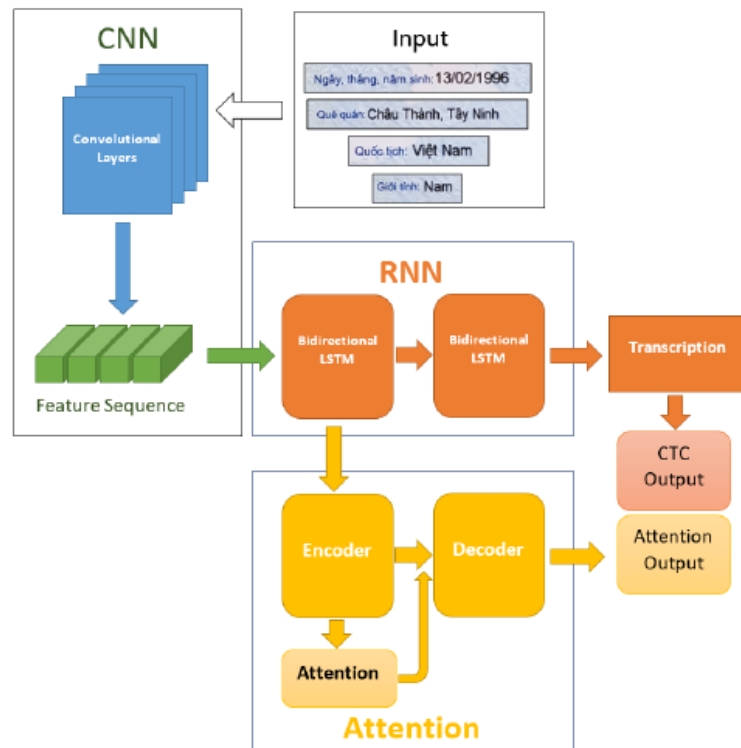 CNN
Input
Ngày, tháng, năm sinh: 13/02/1996
Quê quán: Châu Thành, Tây Ninh
Quốc tịch: Việt Nam
Giới tính: Nam
Convolutional
Layers
Feature Sequence
RNN
Bidirectional
LSTM
Bidirectional
LSTM
Transcription
CTC
Output
Attention
Output
Encoder
Decoder
Attention
Attention